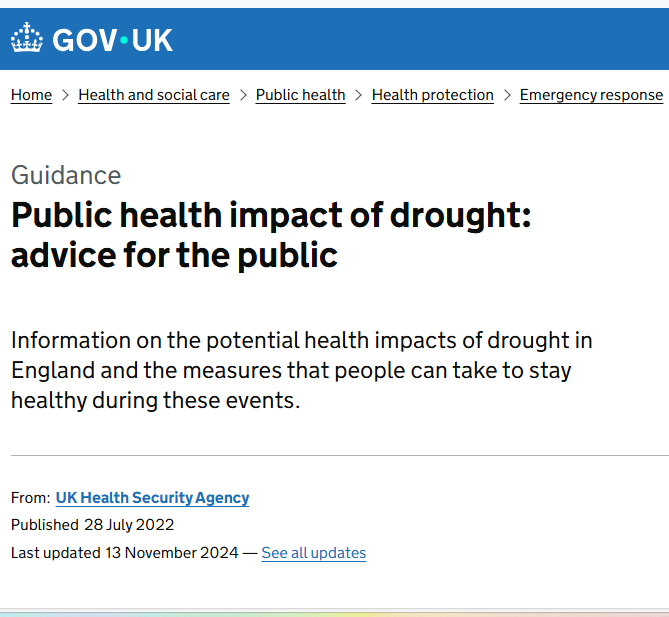 GOV·UK
Home > Health and social care > Public health > Health protection > Emergency response
Guidance
Public health impact of drought:
advice for the public
Information on the potential health impacts of drought in
England and the measures that people can take to stay
healthy during these events.
From: UK Health Security Agency
Published 28 July 2022
Last updated 13 November 2024 — See all updates